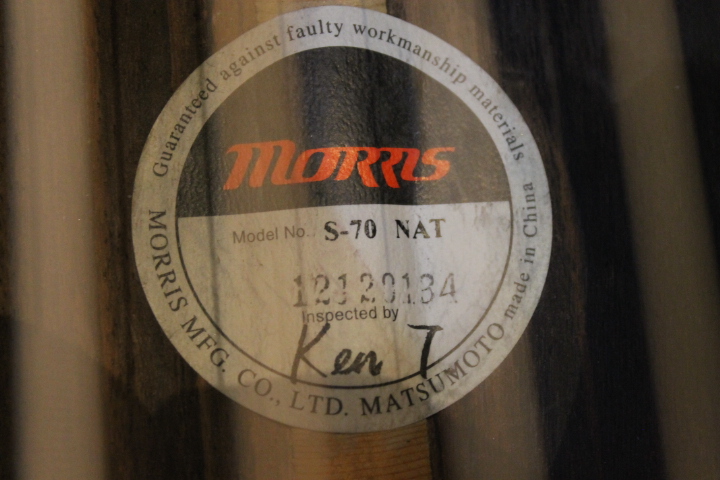 Guaranteed against faulty workmanship materials
MORRIS
Model No. S-70 NAT
12120134
Inspected by
Ken T
MORRIS MFG. CO., LTD. MATSUMOTO made in China